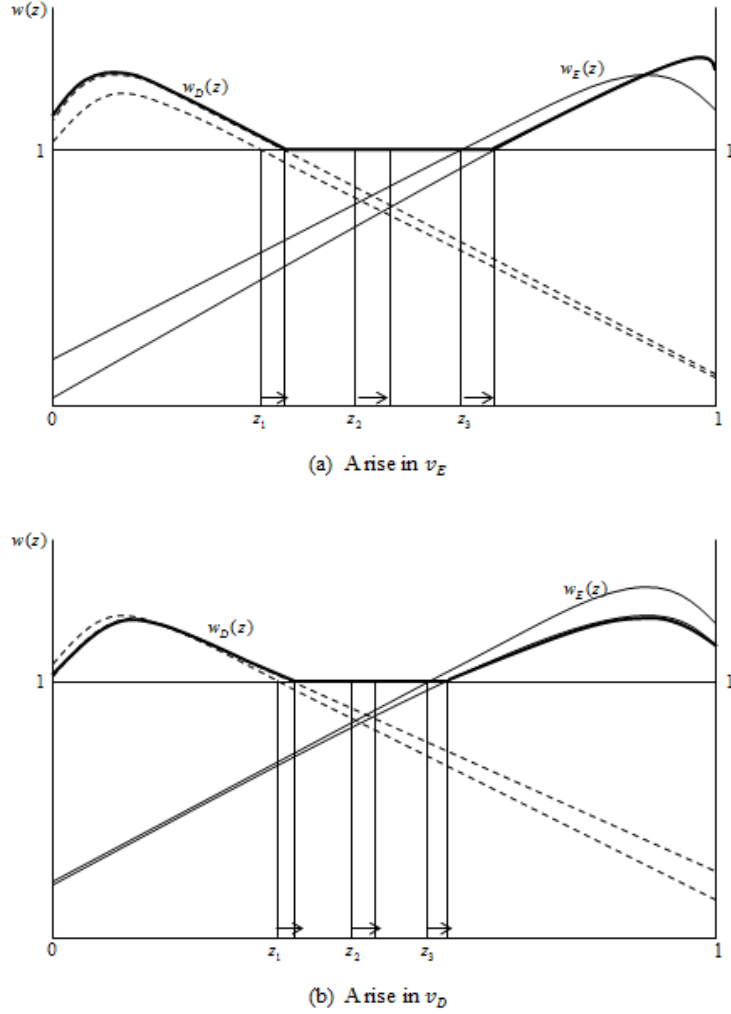 w(z)
w_D(z)
w_E(z)
1
1
0
z_1
z_2
z_3
1
(a) A rise in v_E
w(z)
w_E(z)
w_D(z)
1
1
0
z_1
z_2
z_3
1
(b) A rise in v_D